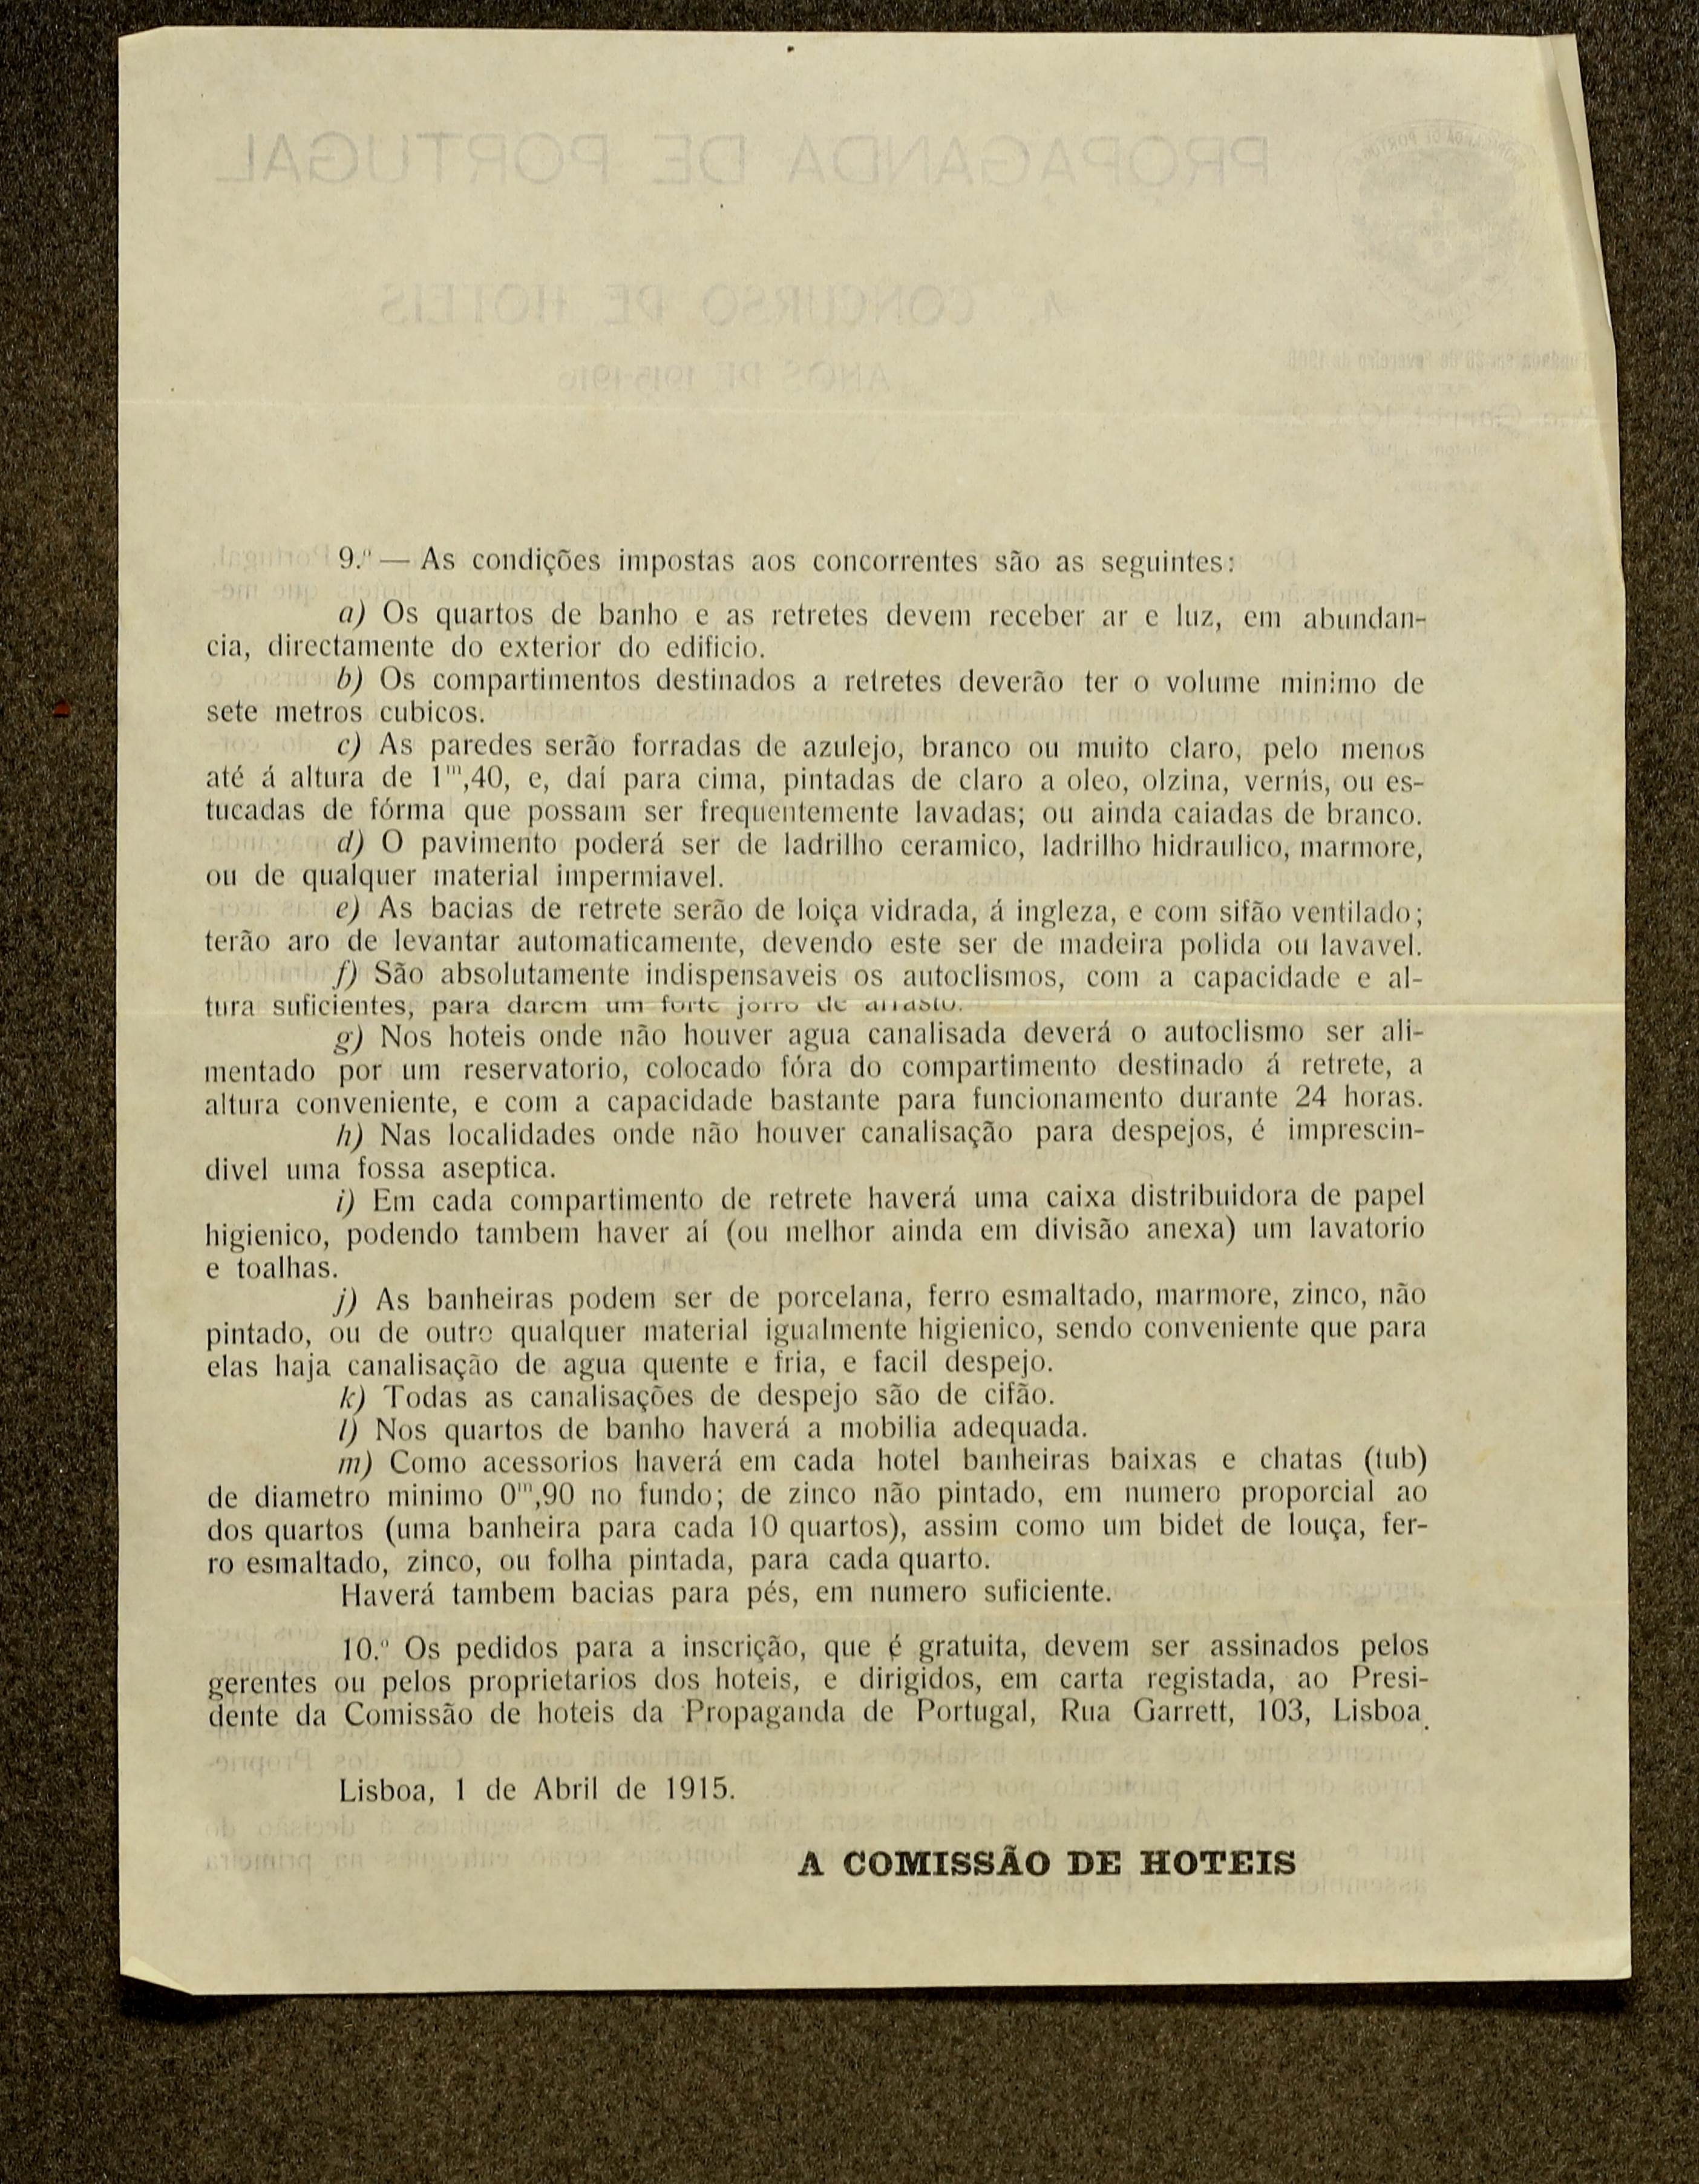 9.º — As condições impostas aos concorrentes são as seguintes:
a) Os quartos de banho e as retretes devem receber ar e luz, em abundan-
cia, directamente do exterior do edificio.
b) Os compartimentos destinados a retretes deverão ter o volume minimo de
sete metros cubicos.
c) As paredes serão forradas de azulejo, branco ou muito claro, pelo menos
até á altura de 1m,40, e, daí para cima, pintadas de claro a oleo, olzina, vernis, ou es-
tucadas de fórma que possam ser frequentemente lavadas; ou ainda caiadas de branco.
d) O pavimento poderá ser de ladrilho ceramico, ladrilho hidraulico, marmore,
ou de qualquer material impermiavel.
e) As bacias de retrete serão de loiça vidrada, á ingleza, e com sifão ventilado;
terão aro de levantar automaticamente, devendo este ser de madeira polida ou lavavel.
f) São absolutamente indispensaveis os autoclismos, com a capacidade e al-
tura suficientes, para darem um forte jorro de arrasto.
g) Nos hoteis onde não houver agua canalisada deverá o autoclismo ser ali-
mentado por um reservatorio, colocado fóra do compartimento destinado á retrete, a
altura conveniente, e com a capacidade bastante para funcionamento durante 24 horas.
h) Nas localidades onde não houver canalisação para despejos, é imprescin-
divel uma fossa aseptica.
i) Em cada compartimento de retrete haverá uma caixa distribuidora de papel
higienico, podendo tambem haver aí (ou melhor ainda em divisão anexa) um lavatorio
e toalhas.
j) As banheiras podem ser de porcelana, ferro esmaltado, marmore, zinco, não
pintado, ou de outro qualquer material igualmente higienico, sendo conveniente que para
elas haja canalisação de agua quente e fria, e facil despejo.
k) Todas as canalisações de despejo são de cifão.
l) Nos quartos de banho haverá a mobilia adequada.
m) Como acessorios haverá em cada hotel banheiras baixas e chatas (tub)
de diametro minimo 0m,90 no fundo; de zinco não pintado, em numero proporcial ao
dos quartos (uma banheira para cada 10 quartos), assim como um bidet de louça, fer-
ro esmaltado, zinco, ou folha pintada, para cada quarto.
Haverá tambem bacias para pés, em numero suficiente.
10.º Os pedidos para a inscrição, que é gratuita, devem ser assinados pelos
gerentes ou pelos proprietarios dos hoteis, e dirigidos, em carta registada, ao Presi-
dente da Comissão de hoteis da Propaganda de Portugal, Rua Garrett, 103, Lisboa.
Lisboa, 1 de Abril de 1915.
A COMISSÃO DE HOTEIS